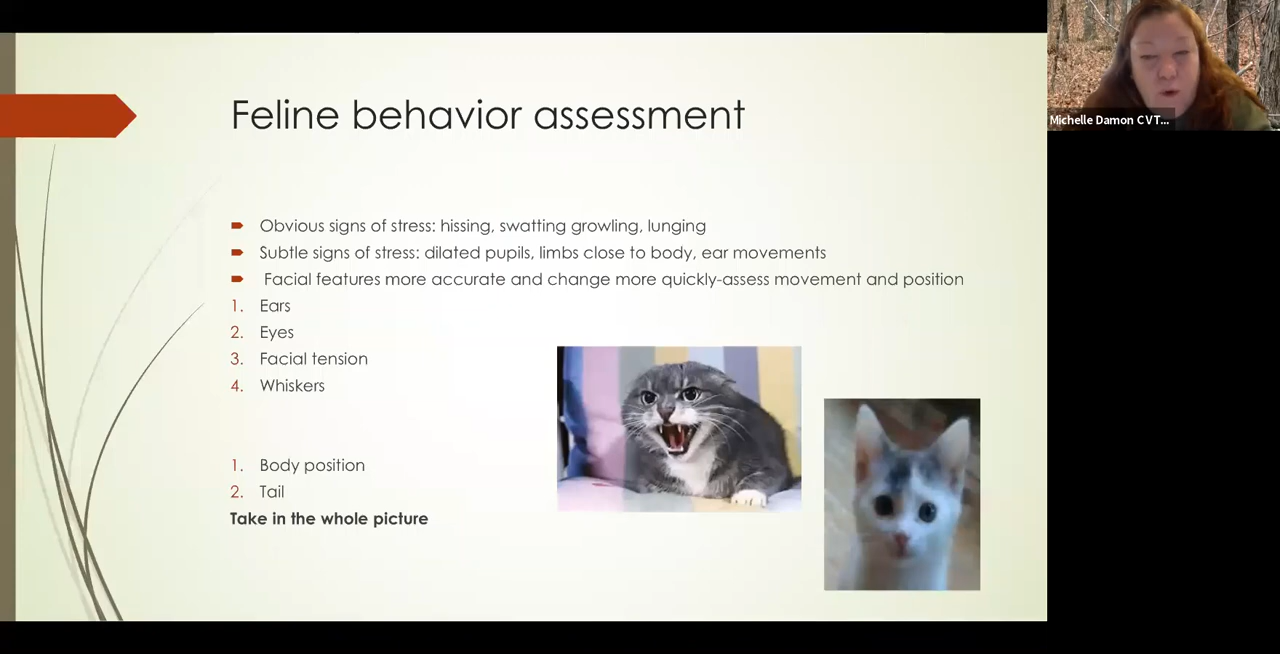 Feline behavior assessment
Obvious signs of stress: hissing, swatting growling, lunging
Subtle signs of stress: dilated pupils, limbs close to body, ear movements
Facial features more accurate and change more quickly-assess movement and position
1. Ears
2. Eyes
3. Facial tension
4. Whiskers
1. Body position
2. Tail
Take in the whole picture
Michelle Damon CVT...